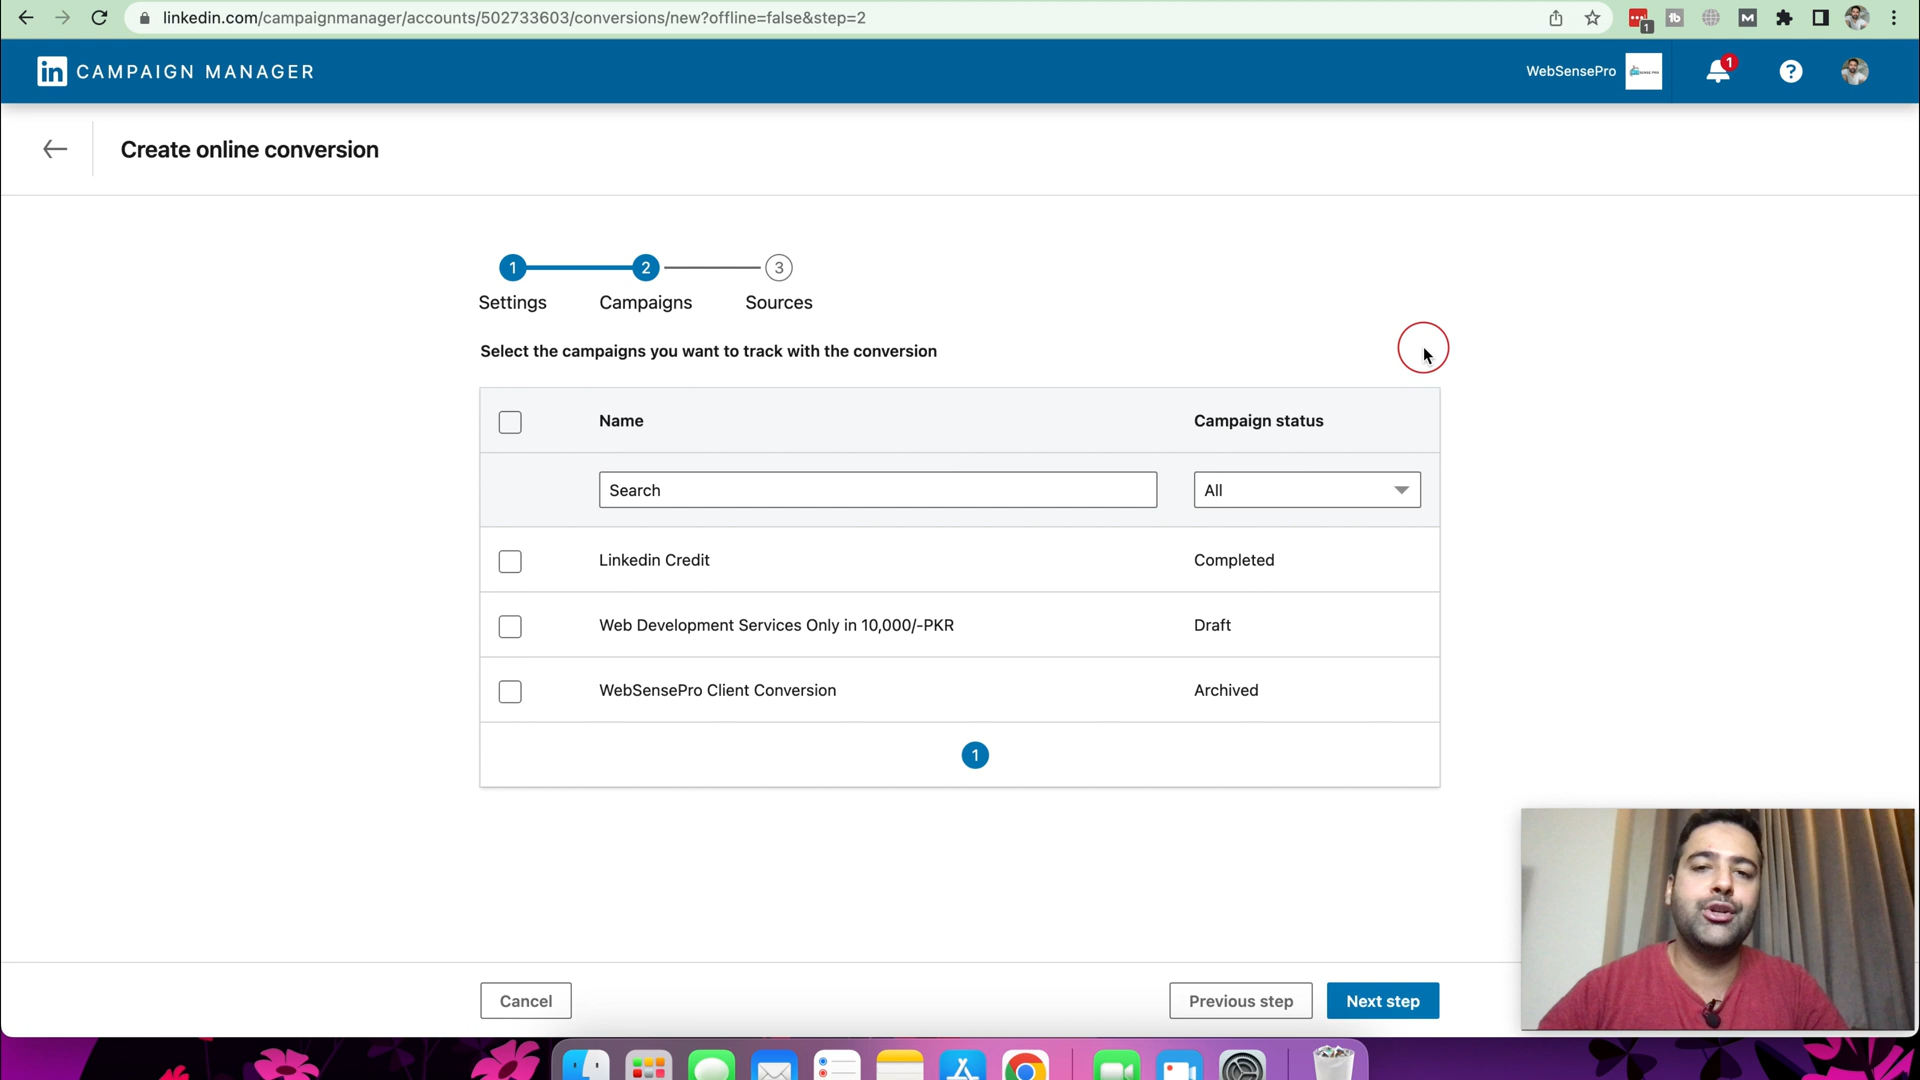 linkedin.com/campaignmanager/accounts/502733603/conversions/new?offline=false&step=2
1
in CAMPAIGN MANAGER
WebSensePro
1
?
Create online conversion
1 2 3
Settings Campaigns Sources
Select the campaigns you want to track with the conversion
Name Campaign status
Search All
Linkedin Credit Completed
Web Development Services Only in 10,000/-PKR Draft
WebSensePro Client Conversion Archived
1
Cancel Previous step Next step